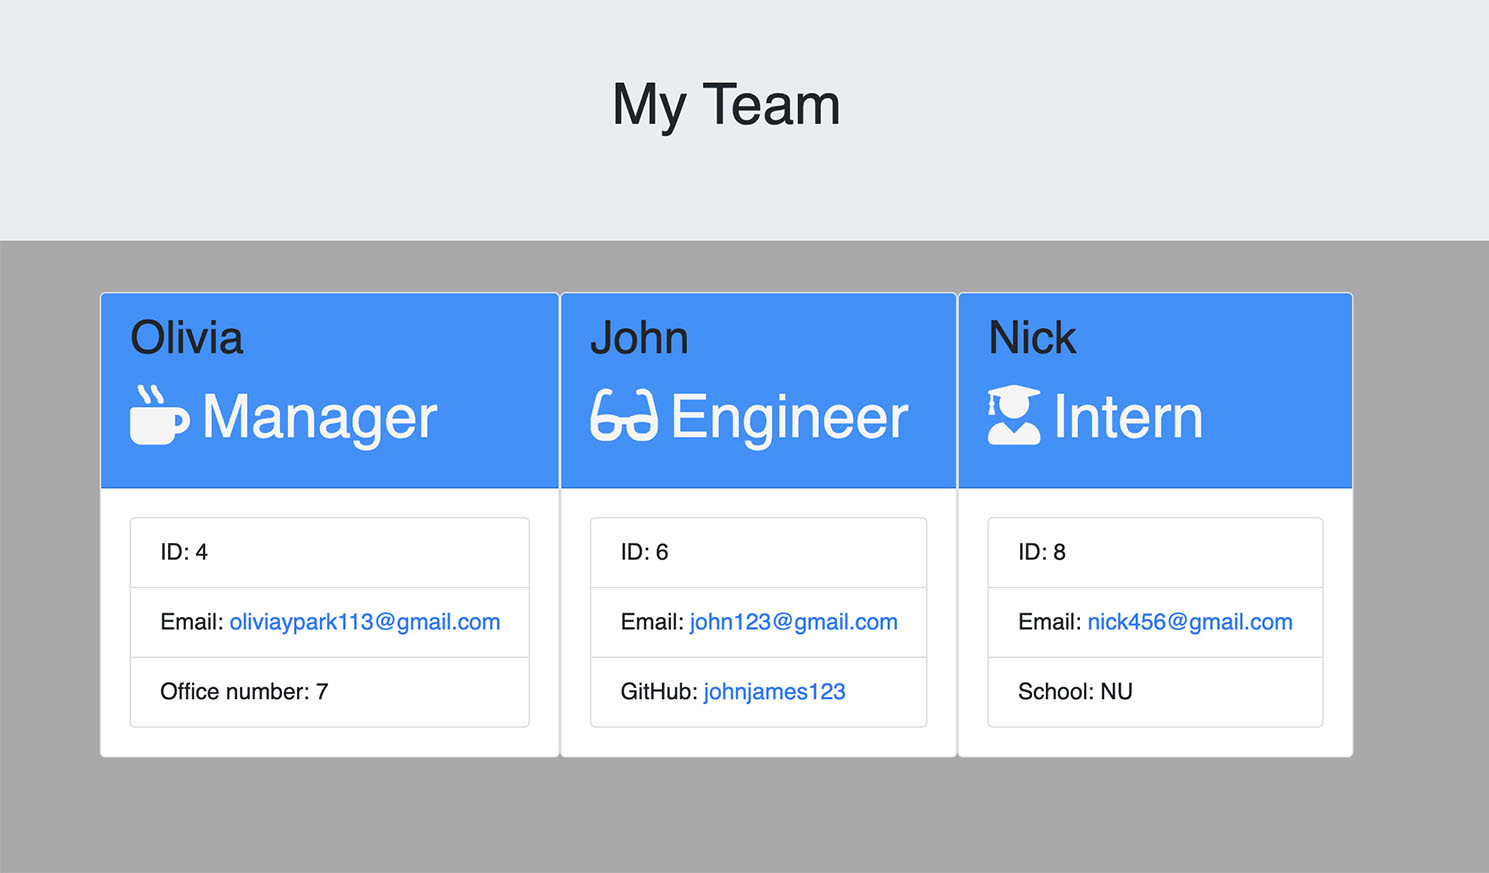 My Team
Olivia
Manager
ID: 4
Email: oliviaypark113@gmail.com
Office number: 7
John
Engineer
ID: 6
Email: john123@gmail.com
GitHub: johnjames123
Nick
Intern
ID: 8
Email: nick456@gmail.com
School: NU